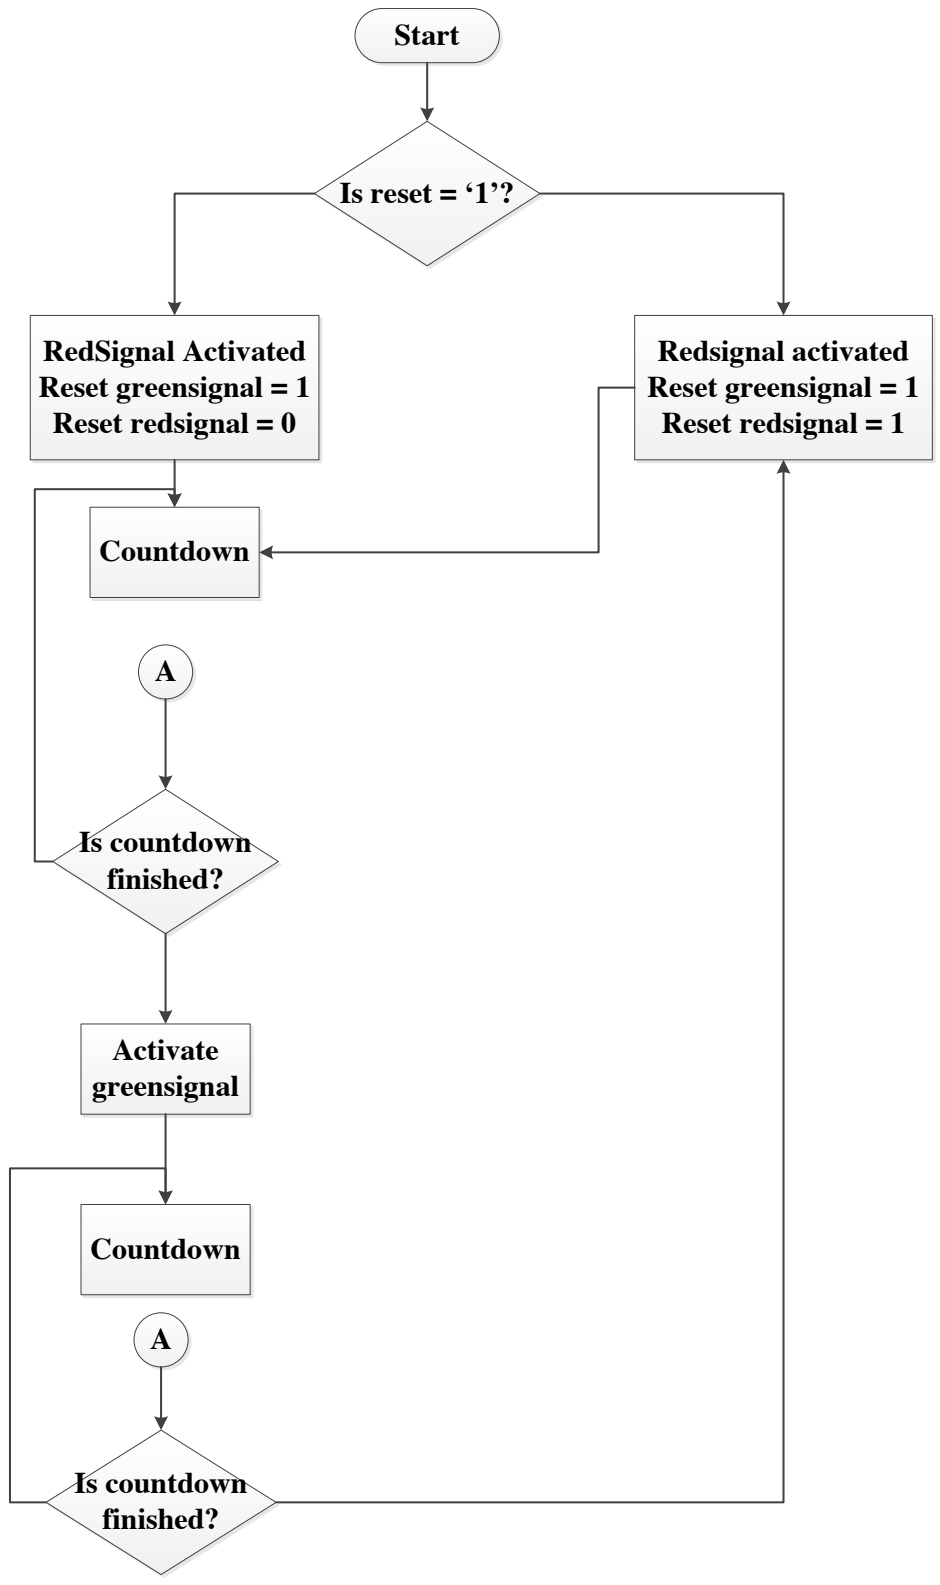 Start
Is reset = ‘1’?
RedSignal Activated
Reset greensignal = 1
Reset redsignal = 0
Redsignal activated
Reset greensignal = 1
Reset redsignal = 1
Countdown
A
Is countdown
finished?
Activate
greensignal
Countdown
A
Is countdown
finished?